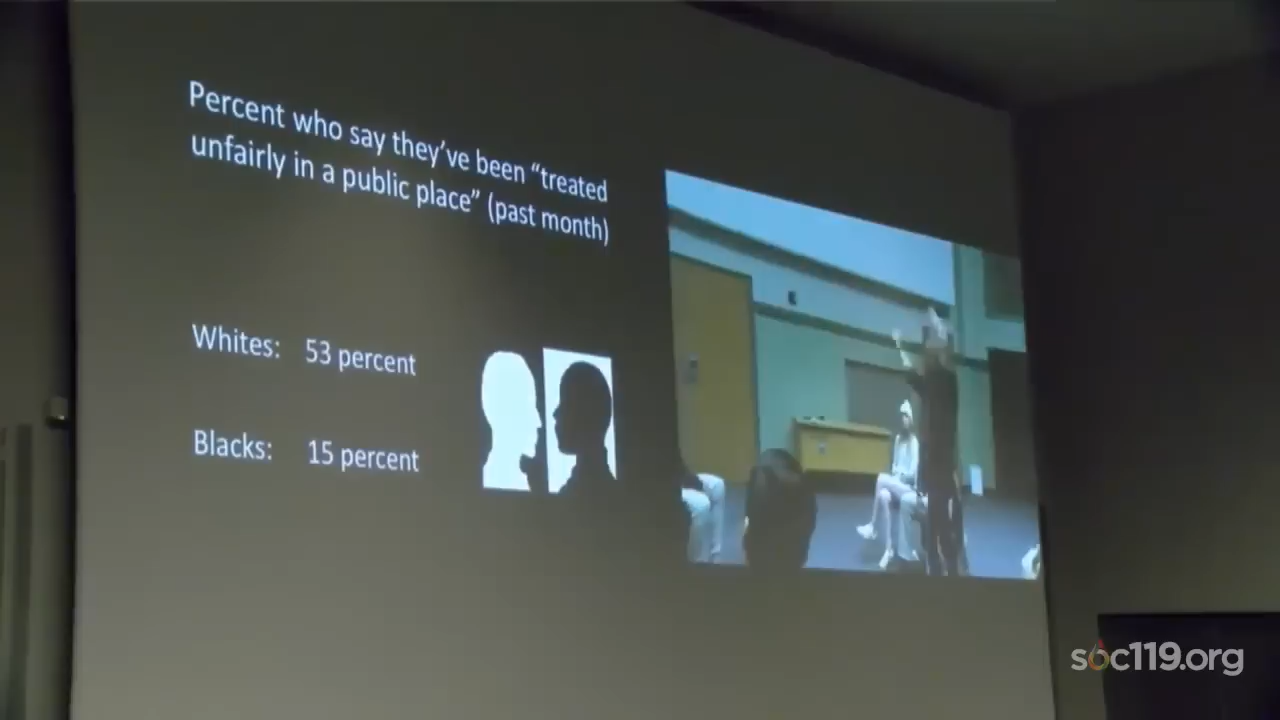 Percent who say they've been “treated
unfairly in a public place” (past month)
Whites: 53 percent
Blacks: 15 percent
soc119.org